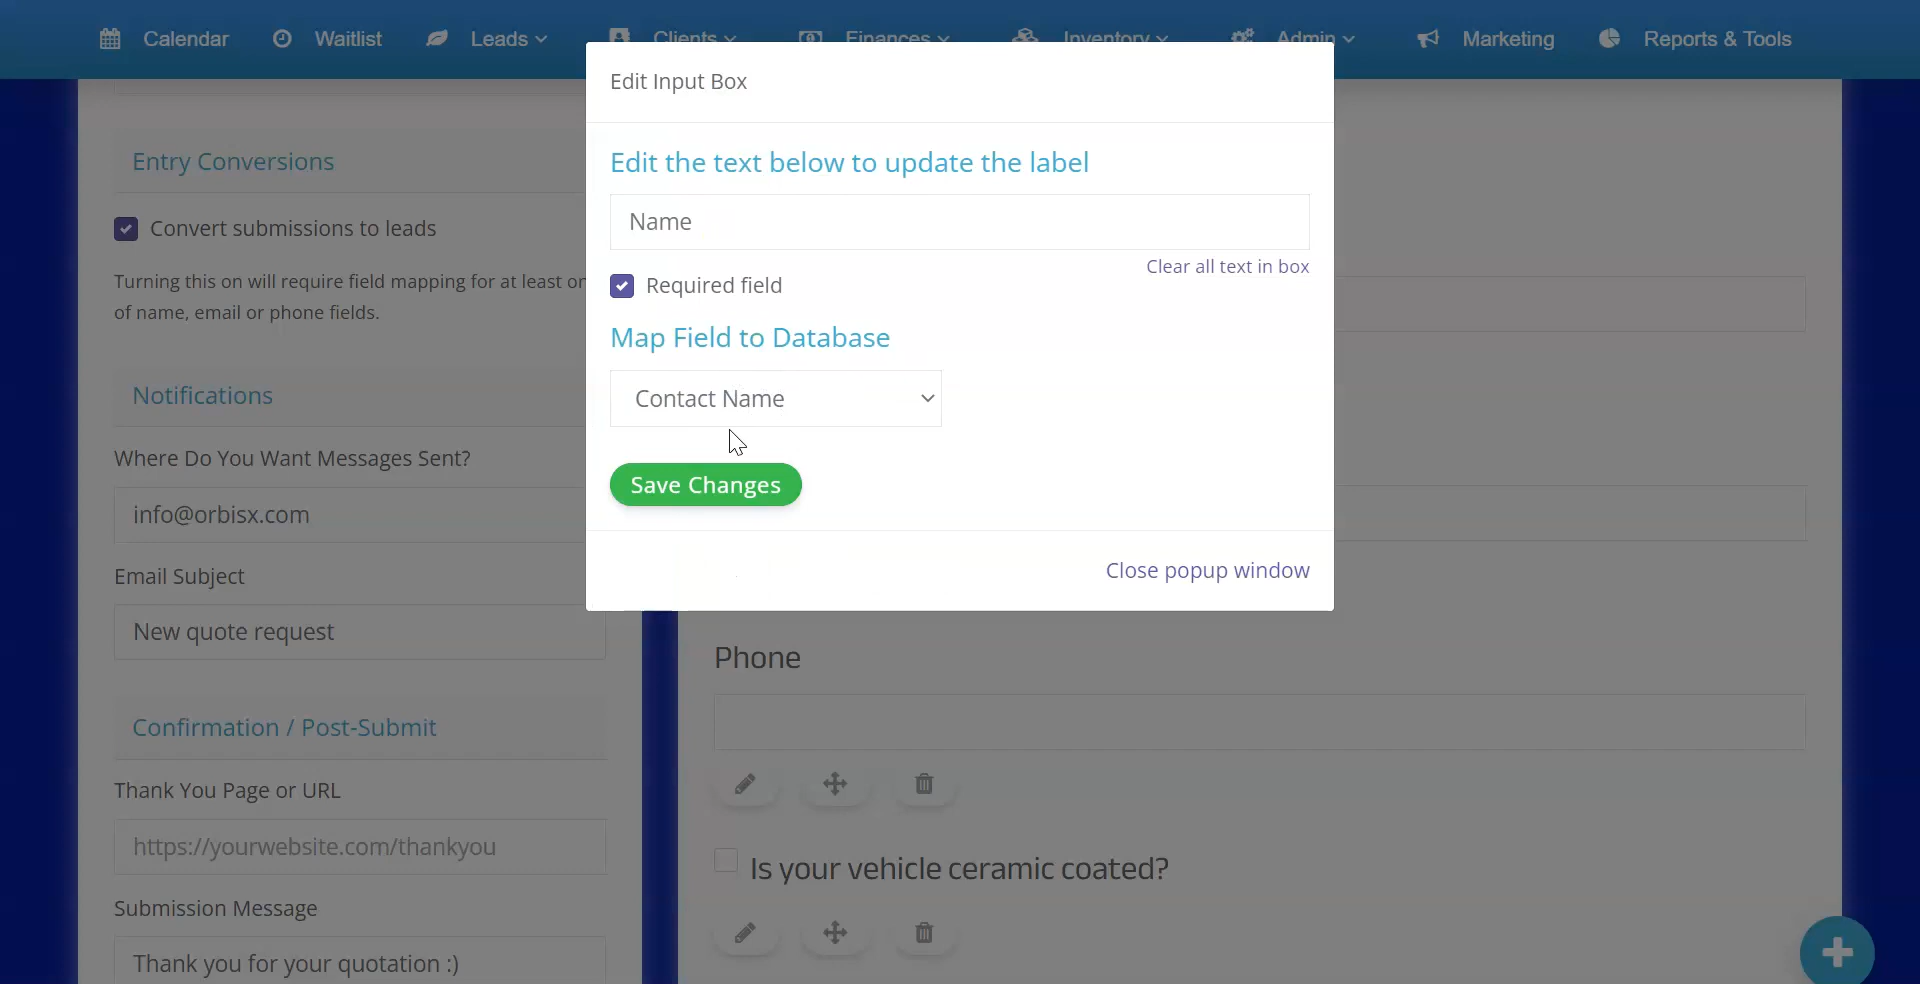 Calendar
Waitlist
Leads
Clients
Finances
Inventory
Admin
Marketing
Reports & Tools
Edit Input Box
Edit the text below to update the label
Name
Clear all text in box
Required field
Map Field to Database
Contact Name
Save Changes
Close popup window
Entry Conversions
Convert submissions to leads
Turning this on will require field mapping for at least on
of name, email or phone fields.
Notifications
Where Do You Want Messages Sent?
info@orbisx.com
Email Subject
New quote request
Confirmation / Post-Submit
Thank You Page or URL
https://yourwebsite.com/thankyou
Submission Message
Thank you for your quotation :)
Phone
Is your vehicle ceramic coated?